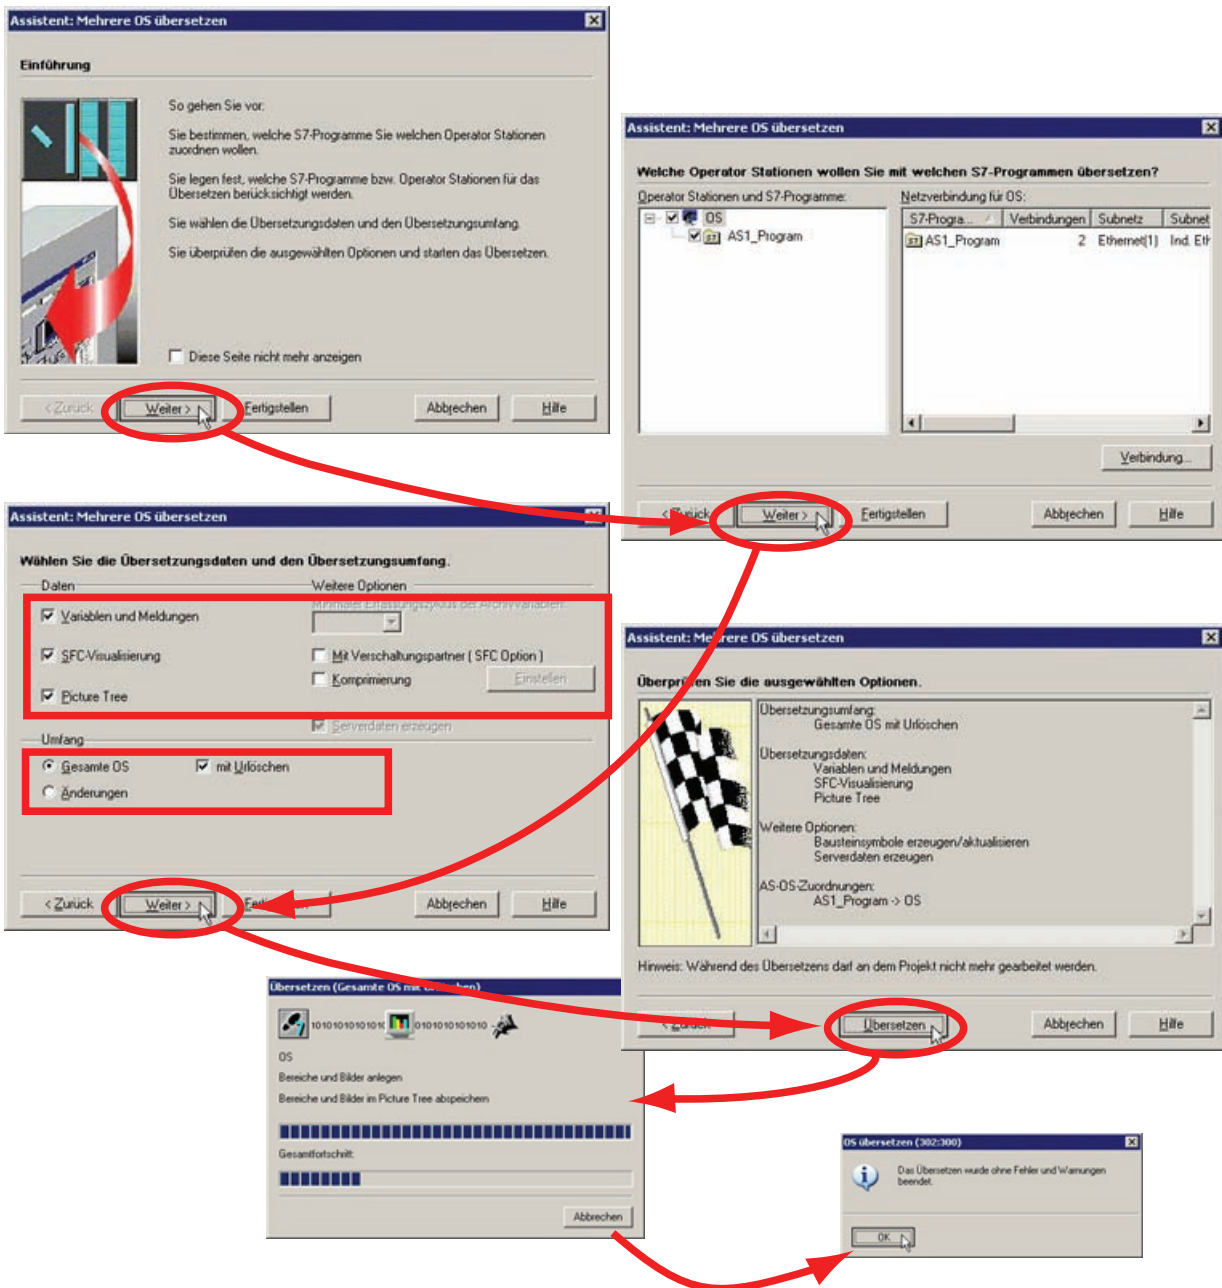 Assistent: Mehrere OS übersetzen
Einführung
So gehen Sie vor:
Sie bestimmen, welche S7-Programme Sie welchen Operator Stationen
zuordnen wollen.
Sie legen fest, welche S7-Programme bzw. Operator Stationen für das
Übersetzen berücksichtigt werden.
Sie wählen die Übersetzungsdaten und den Übersetzungsumfang.
Sie überprüfen die ausgewählten Optionen und starten das Übersetzen.
Diese Seite nicht mehr anzeigen
< Zurück
Weiter >
Fertigstellen
Abbrechen
Hilfe
Assistent: Mehrere OS übersetzen
Welche Operator Stationen wollen Sie mit welchen S7-Programmen übersetzen?
Operator Stationen und S7-Programme:
Netzverbindung für OS:
OS
AS1_Program
S7-Progra... Verbindungen Subnetz Subnet
AS1_Program 2 Ethernet(1) Ind. Eth
Verbindung...
< Zurück
Weiter >
Fertigstellen
Abbrechen
Hilfe
Assistent: Mehrere OS übersetzen
Wählen Sie die Übersetzungsdaten und den Übersetzungsumfang.
Daten
Weitere Optionen
Minimaler Erfassungszyklus der Archivvariablen:
Variablen und Meldungen
SFC-Visualisierung
Mit Verschaltungspartner ( SFC Option )
Komprimierung
Einstellen
Picture Tree
Serverdaten erzeugen
Umfang
Gesamte OS
mit Urlöschen
Änderungen
< Zurück
Weiter >
Abbrechen
Hilfe
Assistent: Mehrere OS übersetzen
Überprüfen Sie die ausgewählten Optionen.
Übersetzungsumfang:
Gesamte OS mit Urlöschen
Übersetzungsdaten:
Variablen und Meldungen
SFC-Visualisierung
Picture Tree
Weitere Optionen:
Bausteinsymbole erzeugen/aktualisieren
Serverdaten erzeugen
AS-OS-Zuordnungen:
AS1_Program -> OS
Hinweis: Während des Übersetzens darf an dem Projekt nicht mehr gearbeitet werden.
< Zurück
Übersetzen
Abbrechen
Hilfe
Übersetzen (Gesamte OS mit Urlöschen)
1010101010101 0101010101010
OS
Bereiche und Bilder anlegen
Bereiche und Bilder im Picture Tree abspeichern
Gesamtfortschritt:
Abbrechen
OS übersetzen (302:300)
Das Übersetzen wurde ohne Fehler und Warnungen
beendet.
OK